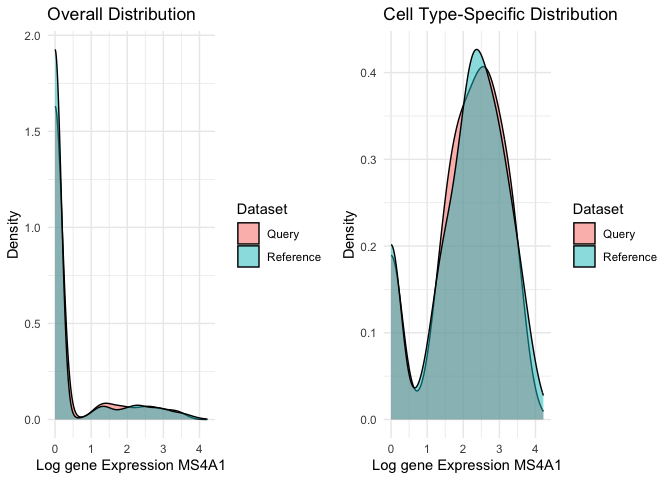 Overall Distribution
2.0
1.5
1.0
0.5
0.0
Density
0 1 2 3 4
Log gene Expression MS4A1
Dataset
Query
Reference
Cell Type-Specific Distribution
0.4
0.3
0.2
0.1
0.0
Density
0 1 2 3 4
Log gene Expression MS4A1
Dataset
Query
Reference